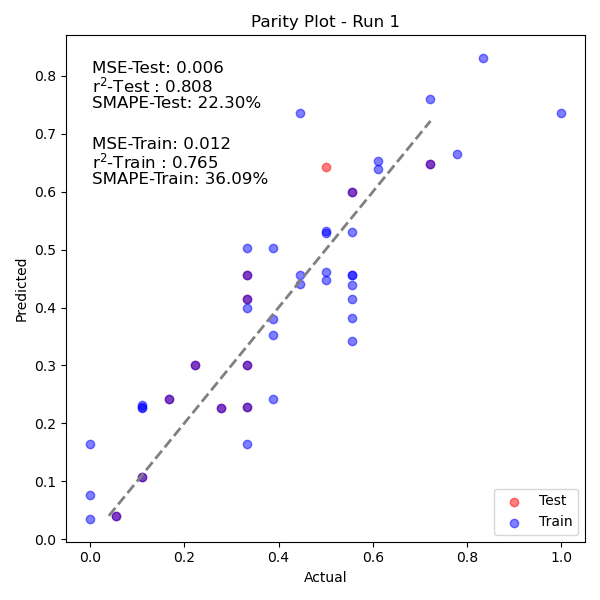 Parity Plot - Run 1
MSE-Test: 0.006
r²-Test : 0.808
SMAPE-Test: 22.30%
MSE-Train: 0.012
r²-Train : 0.765
SMAPE-Train: 36.09%
0.8
0.7
0.6
0.5
0.4
0.3
0.2
0.1
0.0
Predicted
Test
Train
0.0 0.2 0.4 0.6 0.8 1.0
Actual